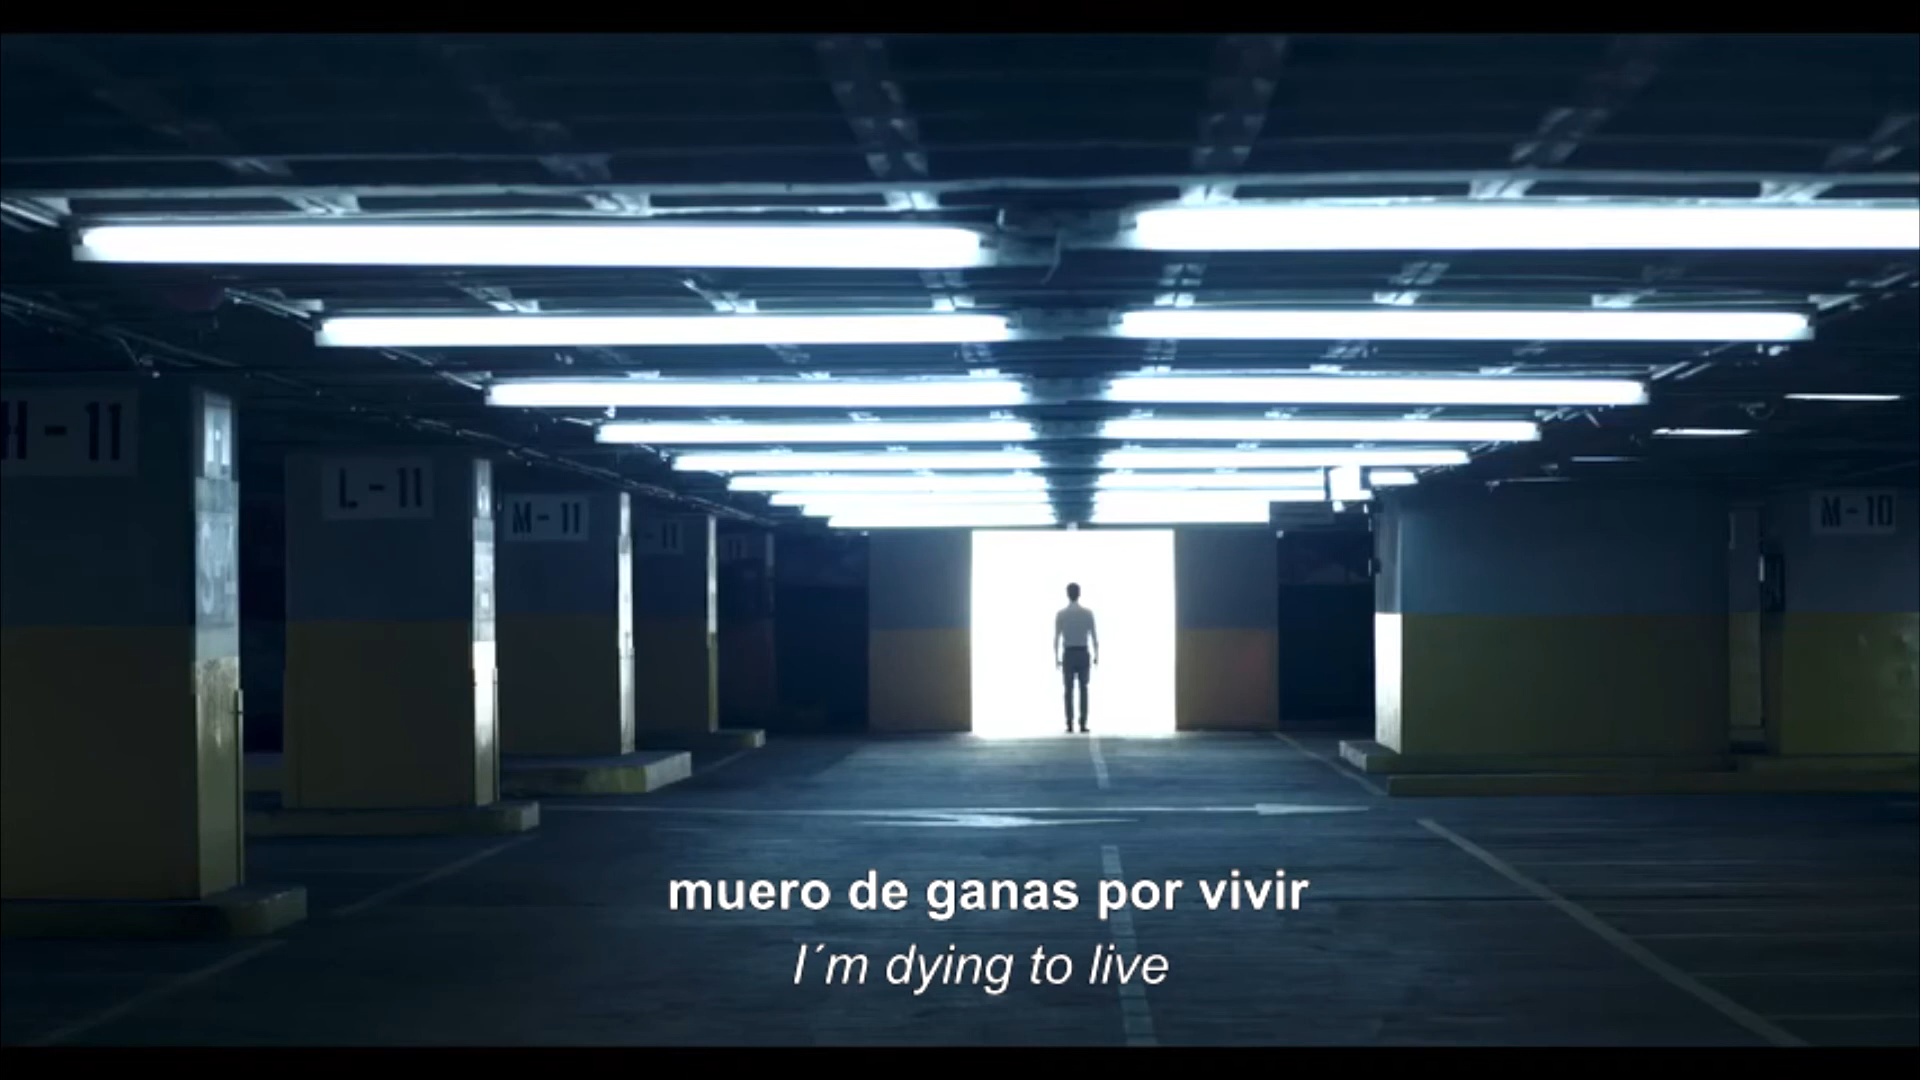 H-11
L-11
M-11
M-10
muero de ganas por vivir
I´m dying to live